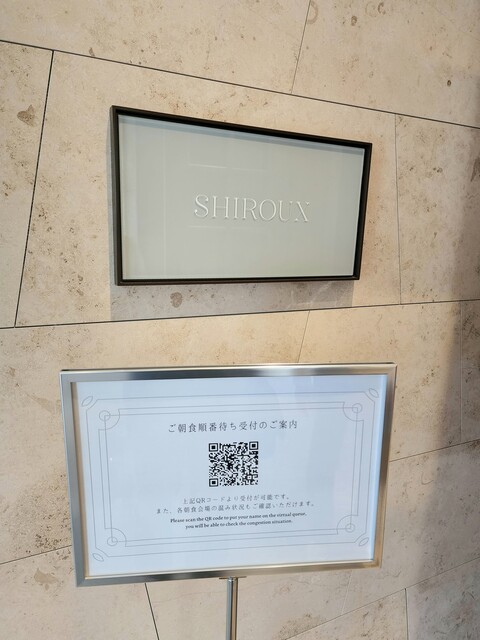 SHIROUX
ご朝食順番待ち受付のご案内
上記QRコードより受付が可能です。
また、各朝食会場の混み状況もご確認いただけます。
Please scan the QR code to put your name on the virtual queue,
you will be able to check the congestion situation.